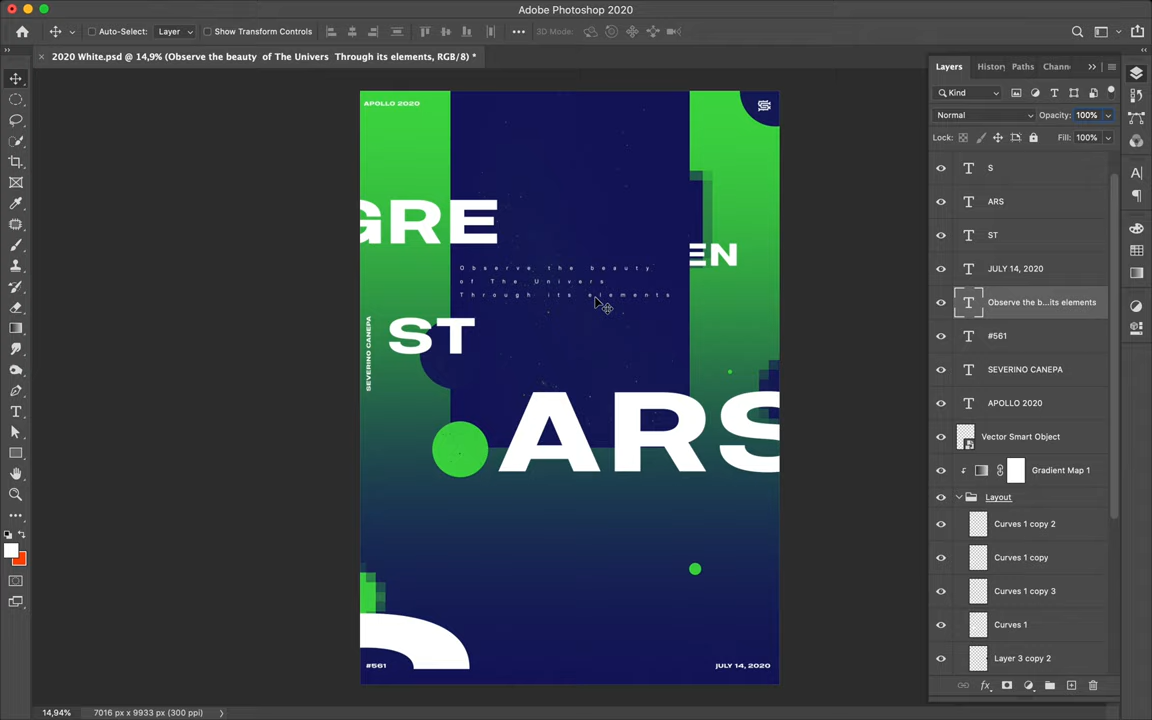 Adobe Photoshop 2020
Auto-Select:
Layer
Show Transform Controls
3D Mode:
2020 White.psd @ 14,9% (Observe the beauty  of The Univers  Through its elements, RGB/8) *
APOLLO 2020
GRE
EN
Observe the beauty
of The Univers
Through its elements
ST
SEVERINO CANEPA
ARS
#561
JULY 14, 2020
Layers
History
Paths
Chann
Kind
Normal
Opacity:
100%
Lock:
Fill:
100%
S
ARS
ST
JULY 14, 2020
Observe the b...its elements
#561
SEVERINO CANEPA
APOLLO 2020
Vector Smart Object
Gradient Map 1
Layout
Curves 1 copy 2
Curves 1 copy
Curves 1 copy 3
Curves 1
Layer 3 copy 2
fx
14,94%
7016 px x 9933 px (300 ppi)